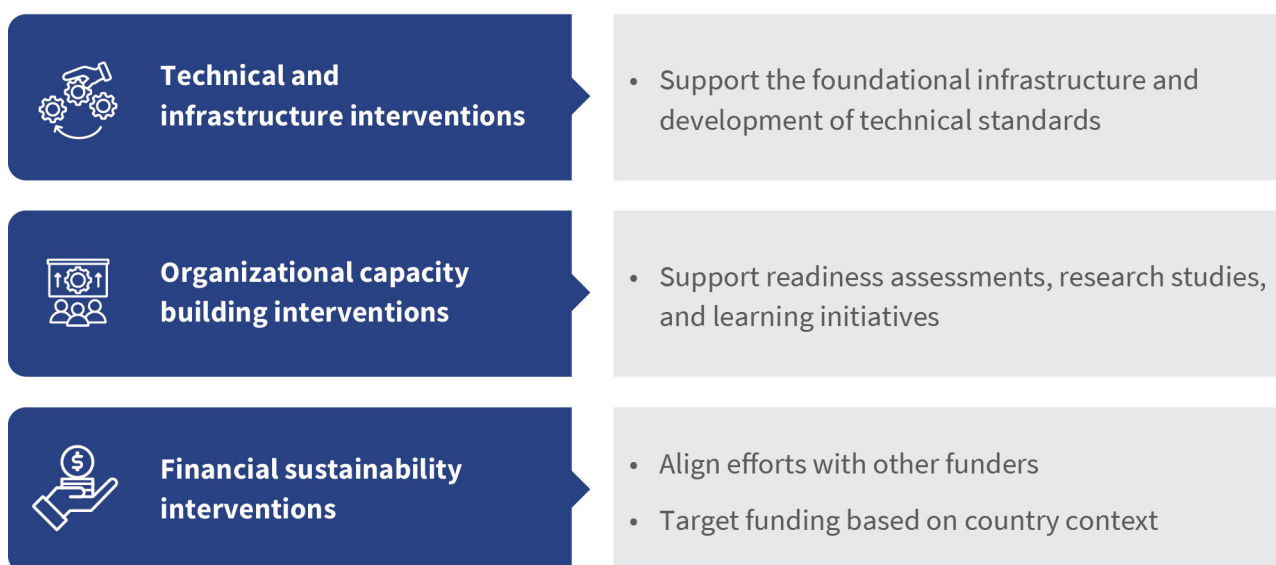 Technical and
infrastructure interventions
• Support the foundational infrastructure and
development of technical standards
Organizational capacity
building interventions
• Support readiness assessments, research studies,
and learning initiatives
$
Financial sustainability
interventions
• Align efforts with other funders
• Target funding based on country context